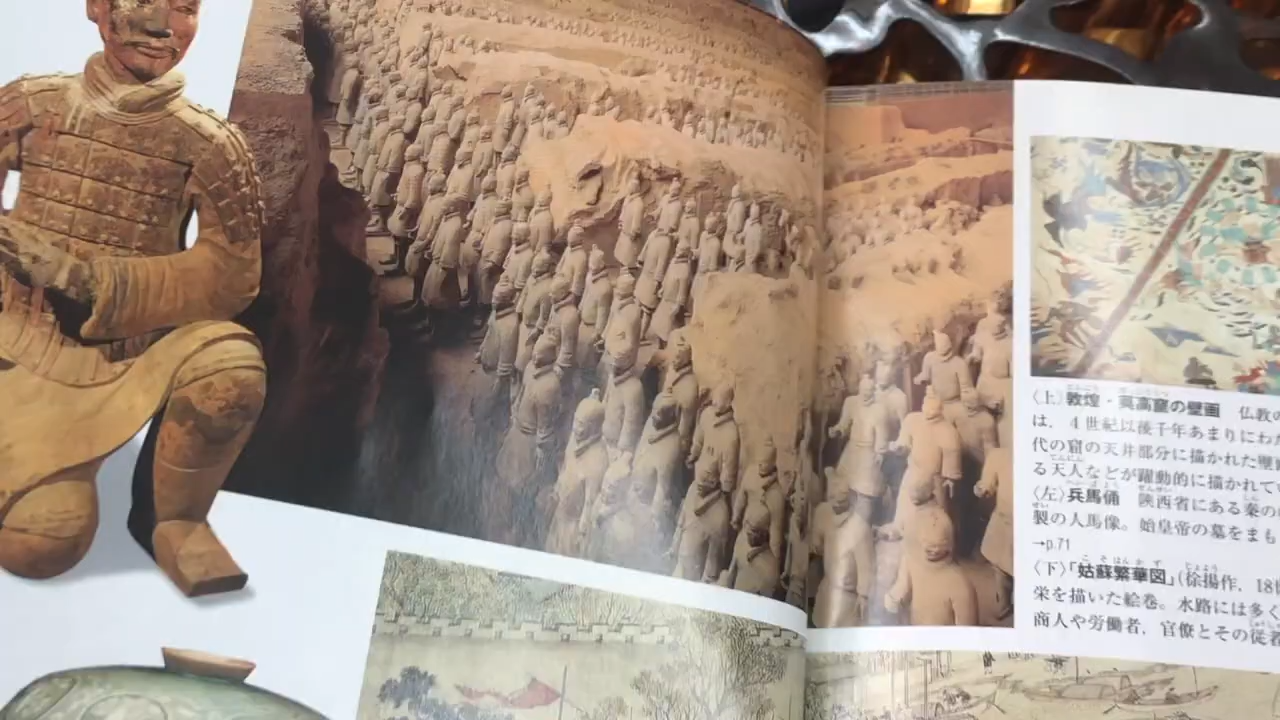 〈上〉敦煌・莫高窟の壁画 仏教の
は，4世紀以後千年あまりにわた
代の窟の天井部分に描かれた壁画
る天人などが躍動的に描かれてい
〈左〉兵馬俑 陝西省にある秦の
製の人馬像。始皇帝の墓をまも
→p.71
〈下〉「姑蘇繁華図」(徐揚作，18世
栄を描いた絵巻。水路には多く
商人や労働者，官僚とその従者